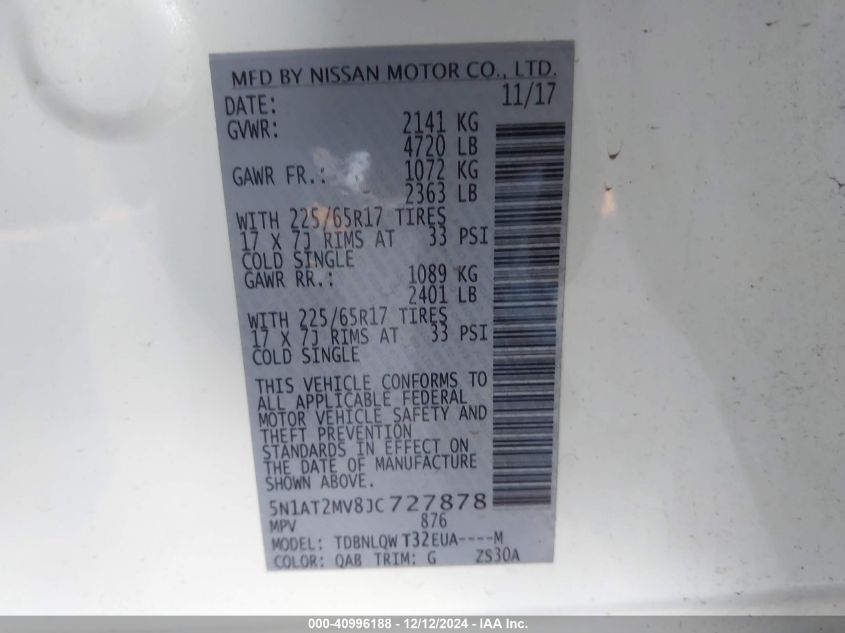 MFD BY NISSAN MOTOR CO., LTD.
DATE: 11/17
GVWR: 2141 KG
4720 LB
GAWR FR.: 1072 KG
2363 LB
WITH 225/65R17 TIRES
17 X 7J RIMS AT 33 PSI
COLD SINGLE
GAWR RR.: 1089 KG
2401 LB
WITH 225/65R17 TIRES
17 X 7J RIMS AT 33 PSI
COLD SINGLE
THIS VEHICLE CONFORMS TO
ALL APPLICABLE FEDERAL
MOTOR VEHICLE SAFETY AND
THEFT PREVENTION
STANDARDS IN EFFECT ON
THE DATE OF MANUFACTURE
SHOWN ABOVE.
5N1AT2MV8JC727878
MPV 876
MODEL: TDBNLQW T32EUA----M
COLOR: QAB TRIM: G ZS30A
000-40996188 - 12/12/2024 - IAA Inc.